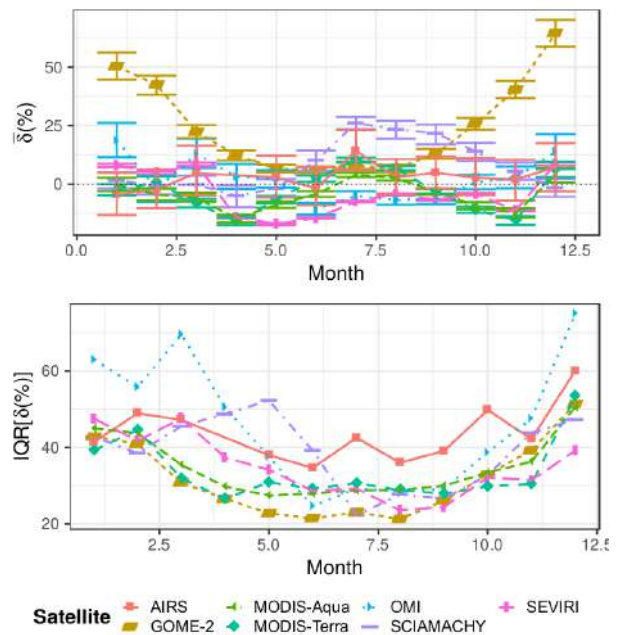 50
25
0
δ̅(%)
0.0 2.5 5.0 7.5 10.0 12.5
Month
60
40
20
IQR[δ(%)]
2.5 5.0 7.5 10.0 12.5
Month
Satellite
AIRS MODIS-Aqua OMI SEVIRI
GOME-2 MODIS-Terra SCIAMACHY